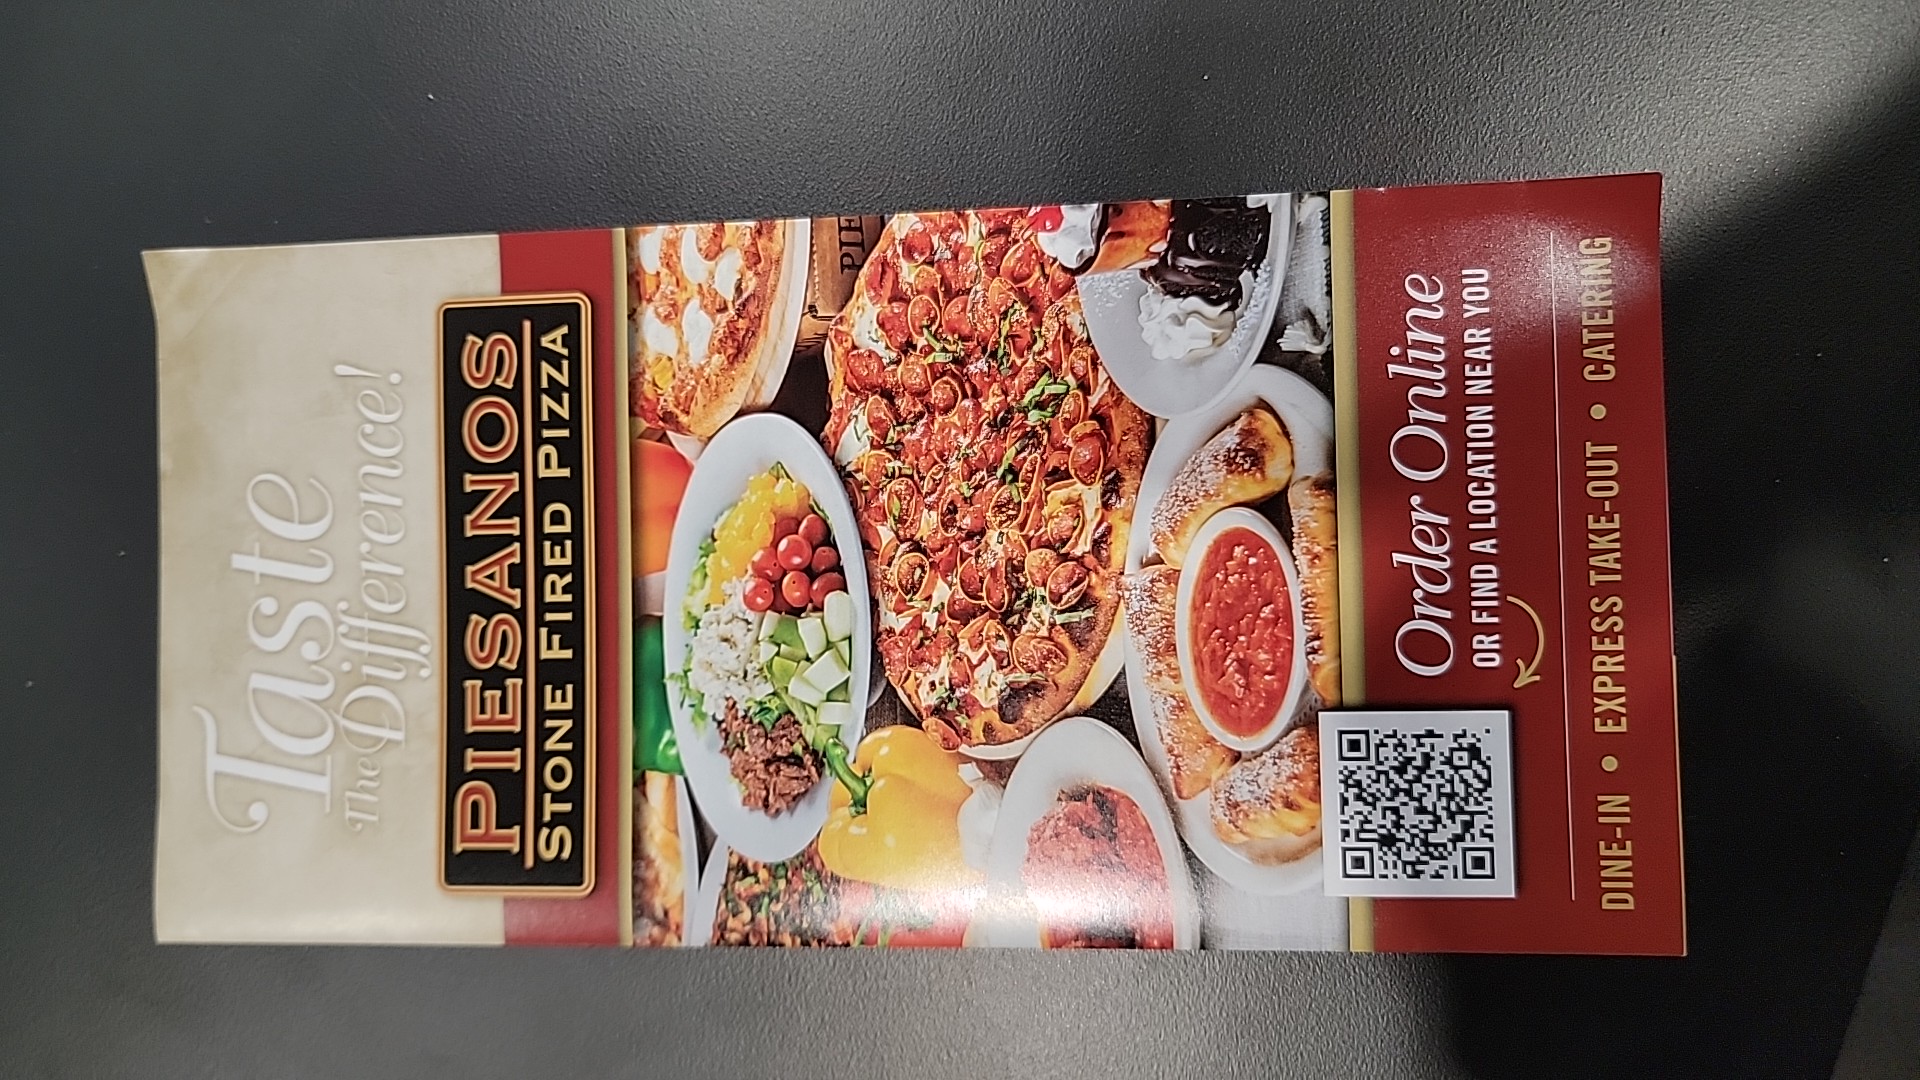 Taste
The Difference!
PIESANOS
STONE FIRED PIZZA
PIE
Order Online
OR FIND A LOCATION NEAR YOU
DINE-IN • EXPRESS TAKE-OUT • CATERING